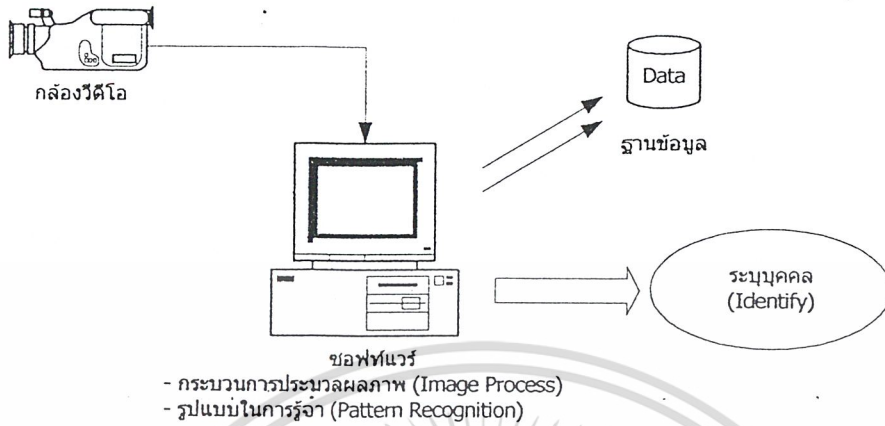 กล้องวีดีโอ
Data
ฐานข้อมูล
ระบุบุคคล
(Identify)
ซอฟท์แวร์
- กระบวนการประมวลผลภาพ (Image Process)
- รูปแบบในการรู้จำ (Pattern Recognition)